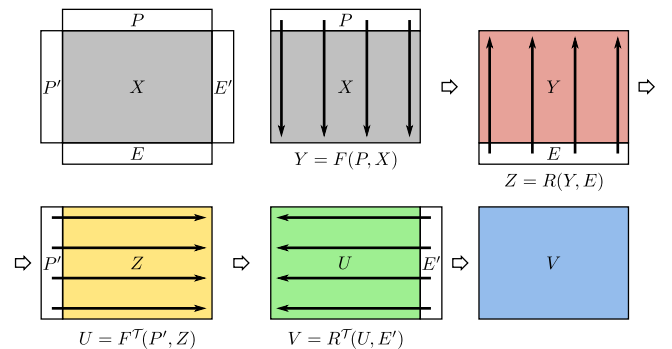 P
P′ X E′
E
P
X
Y = F(P, X)
Y
E
Z = R(Y, E)
P′ Z
U = F^𝒯(P′, Z)
U E′
V = R^𝒯(U, E′)
V